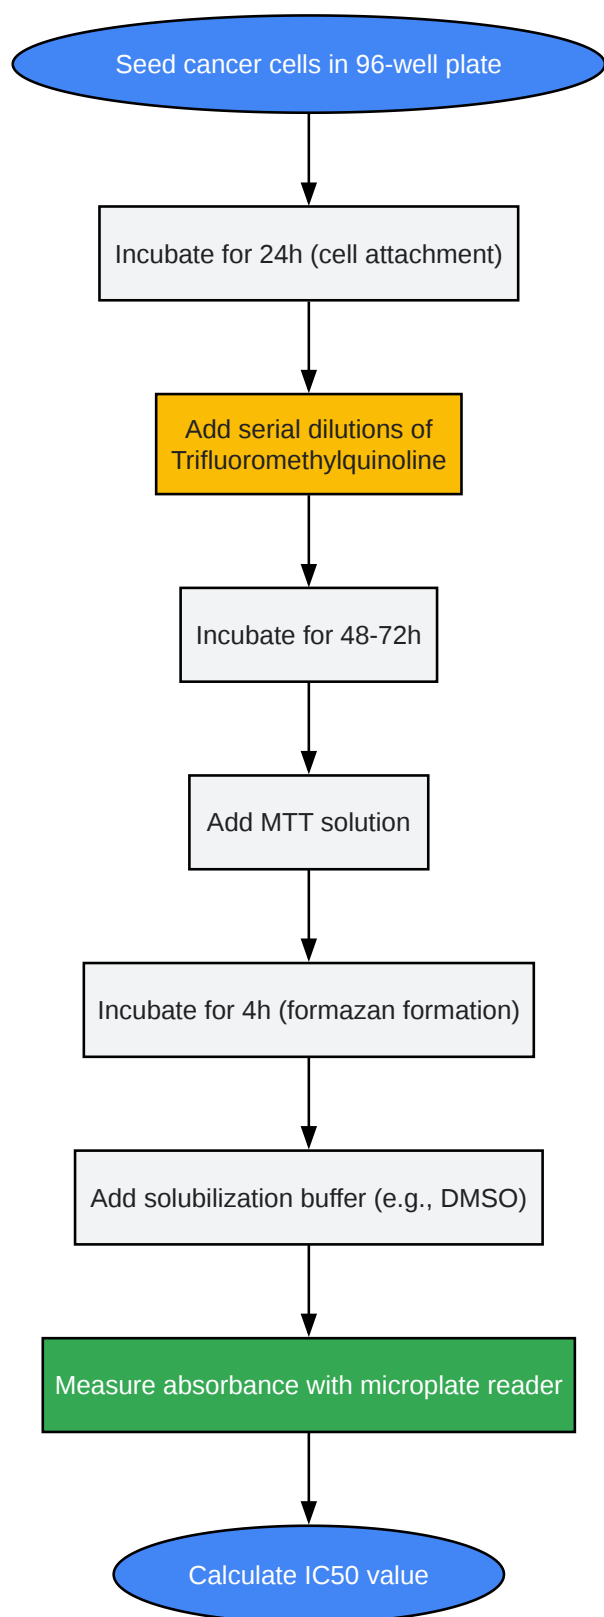 Seed cancer cells in 96-well plate
Incubate for 24h (cell attachment)
Add serial dilutions of
Trifluoromethylquinoline
Incubate for 48-72h
Add MTT solution
Incubate for 4h (formazan formation)
Add solubilization buffer (e.g., DMSO)
Measure absorbance with microplate reader
Calculate IC50 value